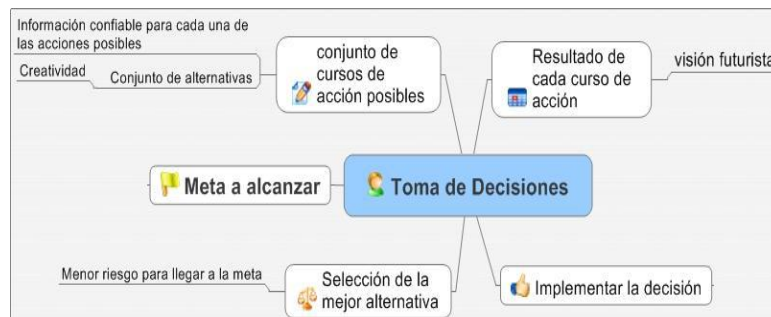 Información confiable para cada una de
las acciones posibles
Creatividad
Conjunto de alternativas
conjunto de
cursos de
acción posibles
Resultado de
cada curso de
acción
visión futurista
Meta a alcanzar
Toma de Decisiones
Menor riesgo para llegar a la meta
Selección de la
mejor alternativa
Implementar la decisión